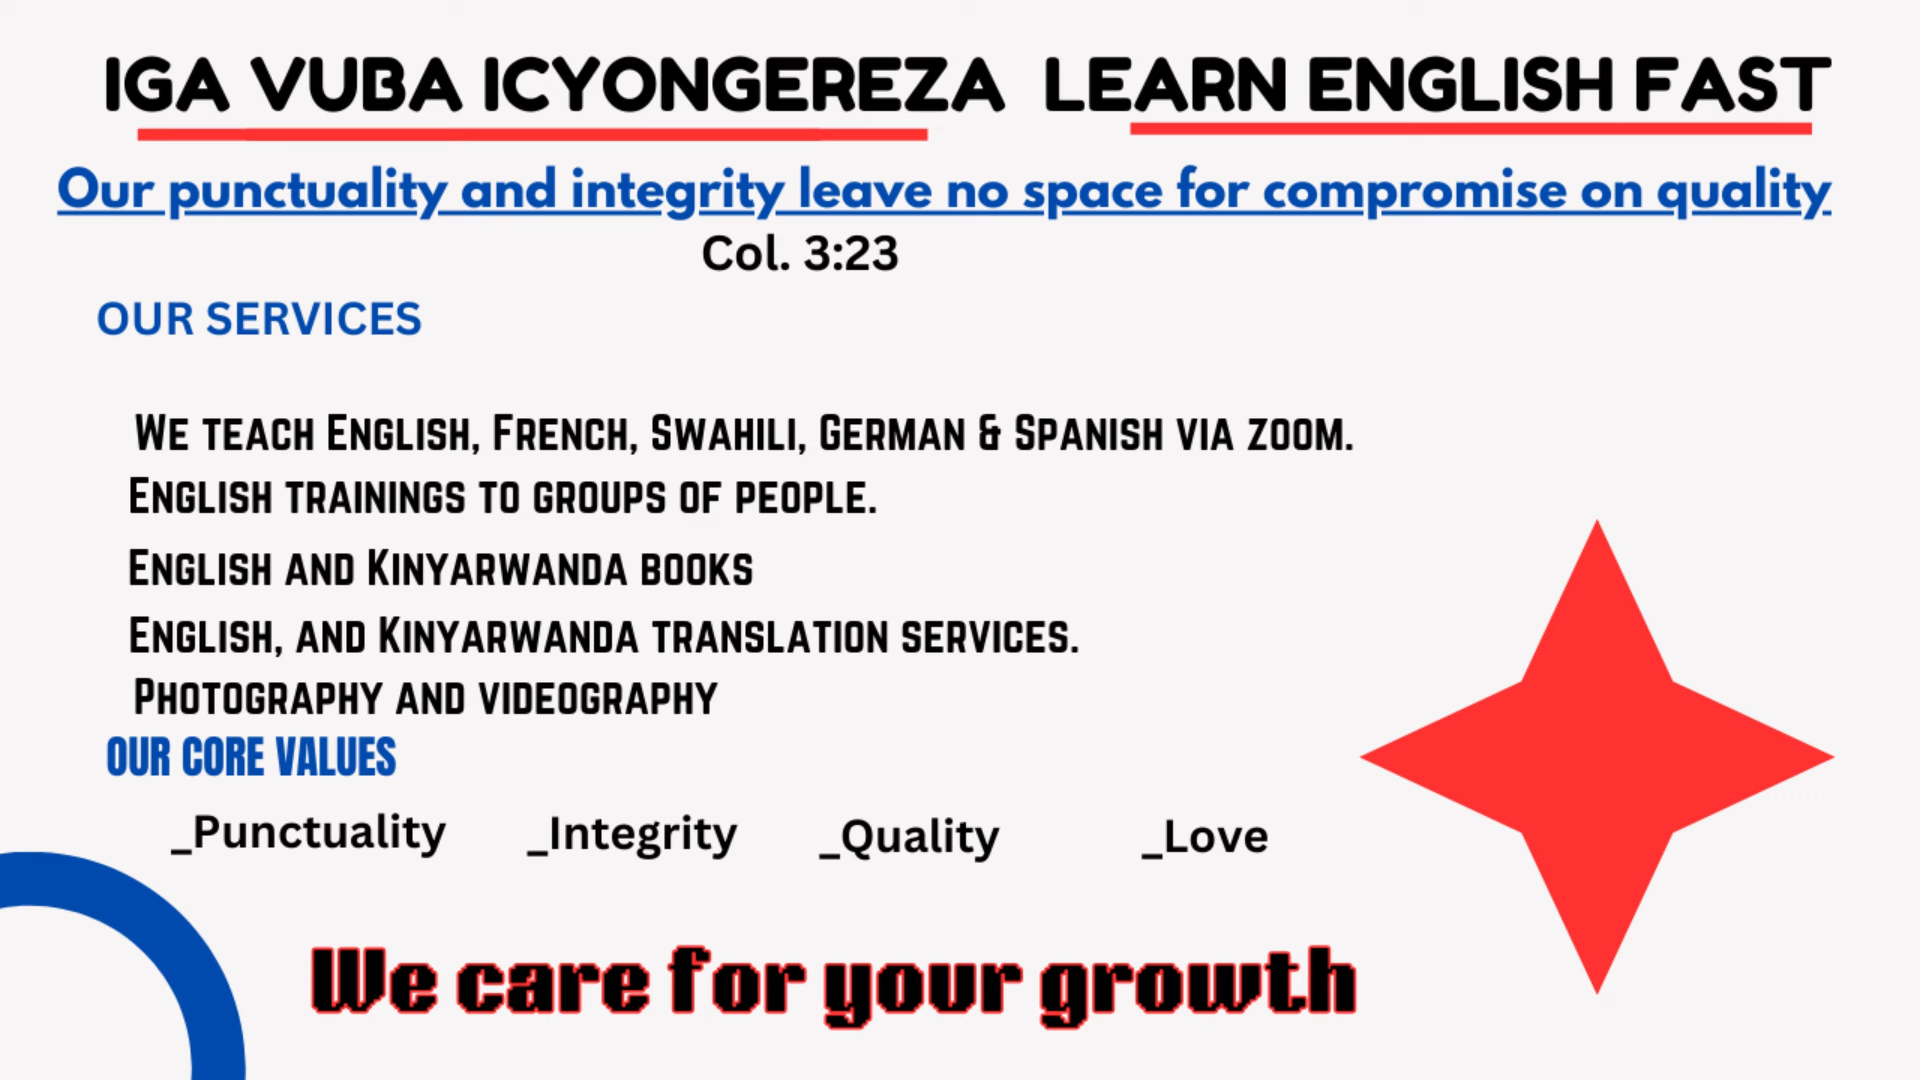 IGA VUBA ICYONGEREZA LEARN ENGLISH FAST
Our punctuality and integrity leave no space for compromise on quality
Col. 3:23
OUR SERVICES
We teach English, French, Swahili, German & Spanish via zoom.
English trainings to groups of people.
English and Kinyarwanda books
English, and Kinyarwanda translation services.
Photography and videography
OUR CORE VALUES
_Punctuality _Integrity _Quality _Love
We care for your growth